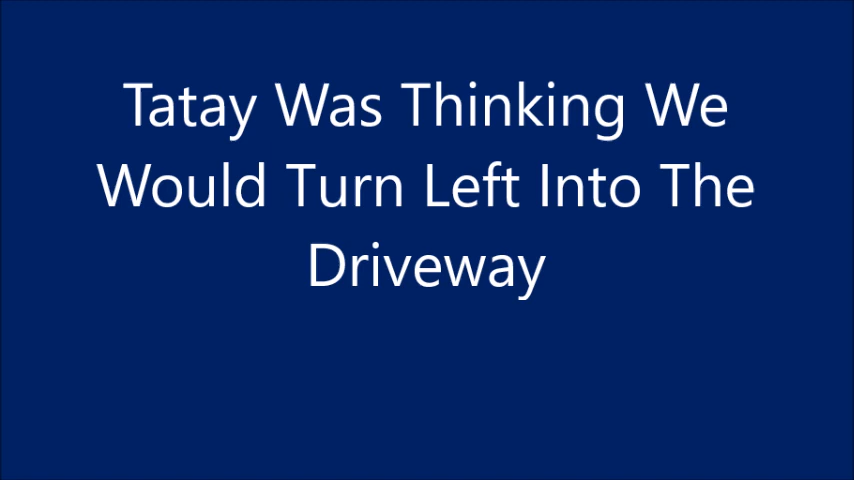 Tatay Was Thinking We
Would Turn Left Into The
Driveway